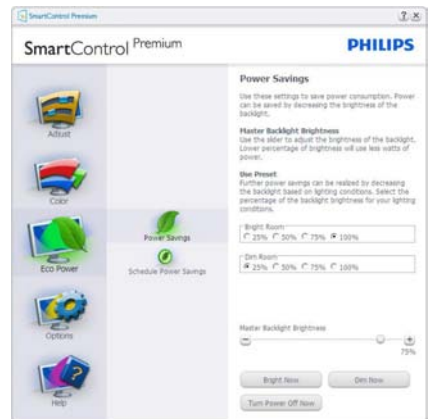 SmartControl Premium
SmartControl Premium
PHILIPS
Adjust
Color
Eco Power
Options
Help
Power Savings
Schedule Power Savings
Power Savings
Use these settings to save power consumption. Power
can be saved by decreasing the brightness of the
backlight.
Master Backlight Brightness
Use the slider to adjust the brightness of the backlight.
Lower percentage of brightness will use less watts of
power.
Use Preset
Further power savings can be realized by decreasing
the backlight based on lighting conditions. Select the
percentage of the backlight brightness for your lighting
conditions.
Bright Room
25% 50% 75% 100%
Dim Room
25% 50% 75% 100%
Master Backlight Brightness
75%
Bright Now Dim Now
Turn Power Off Now